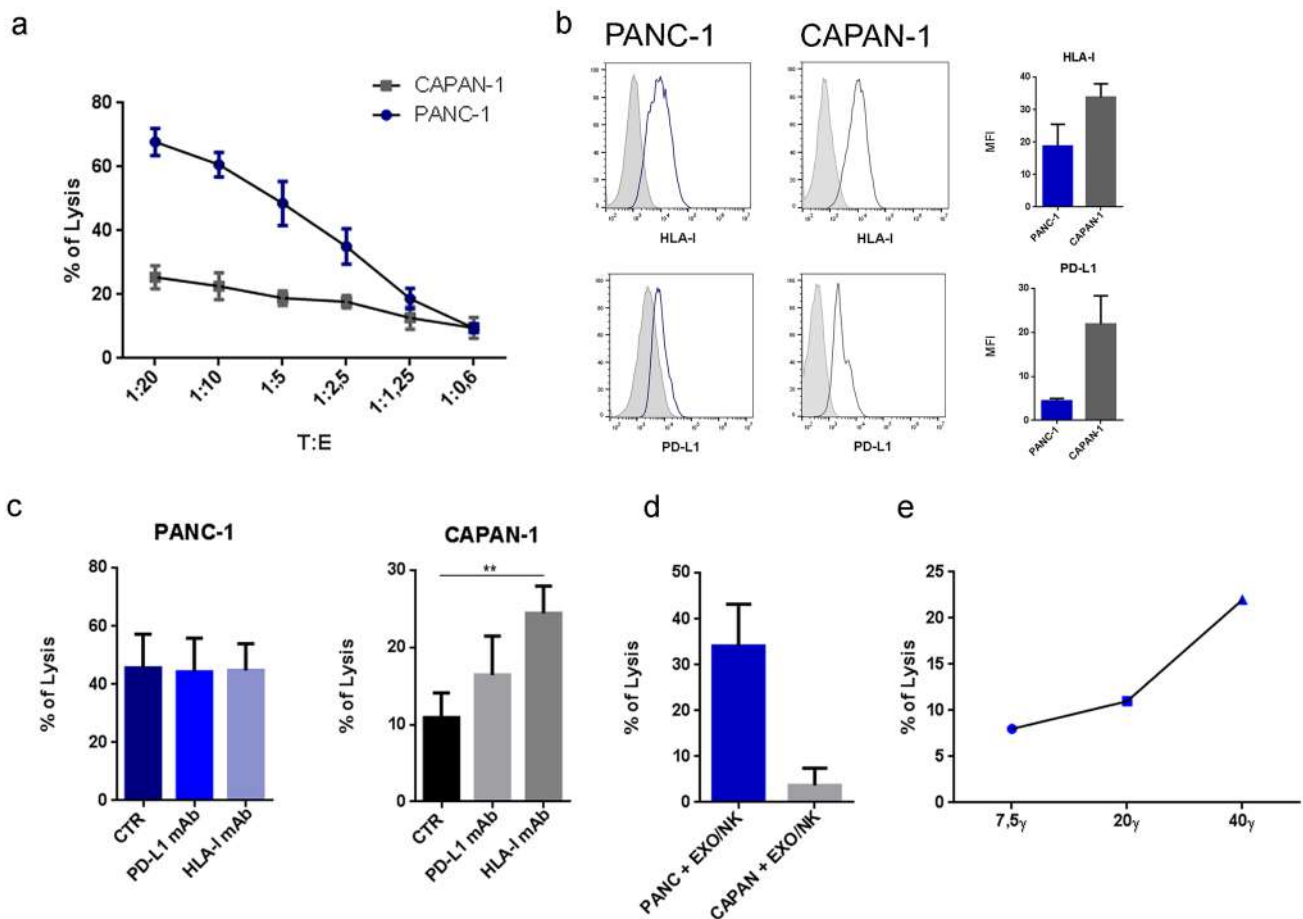 a
CAPAN-1
PANC-1
80
60
40
20
0
% of Lysis
1:20
1:10
1:5
1:2,5
1:1,25
1:0,6
T:E
b
PANC-1
CAPAN-1
HLA-I
HLA-I
PD-L1
PD-L1
HLA-I
40
30
20
10
0
MFI
PANC-1
CAPAN-1
PD-L1
30
20
10
0
MFI
PANC-1
CAPAN-1
c
PANC-1
80
60
40
20
0
% of Lysis
CTR
PD-L1 mAb
HLA-I mAb
CAPAN-1
**
30
20
10
0
% of Lysis
CTR
PD-L1 mAb
HLA-I mAb
d
50
40
30
20
10
0
% of Lysis
PANC + EXO/NK
CAPAN + EXO/NK
e
25
20
15
10
5
0
% of Lysis
7,5γ
20γ
40γ